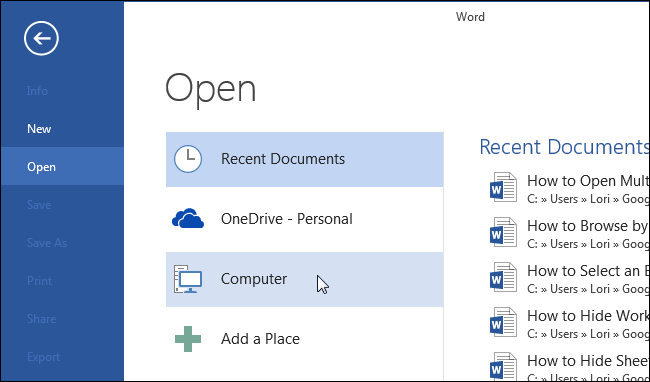 Word
Info
New
Open
Save
Save As
Print
Share
Export
Open
Recent Documents
OneDrive - Personal
Computer
Add a Place
Recent Documents
How to Open Mult
C: » Users » Lori » Goog
How to Browse by
C: » Users » Lori » Goog
How to Select an E
C: » Users » Lori » Goog
How to Hide Work
C: » Users » Lori » Goog
How to Hide Sheet
C: » Users » Lori » Goog